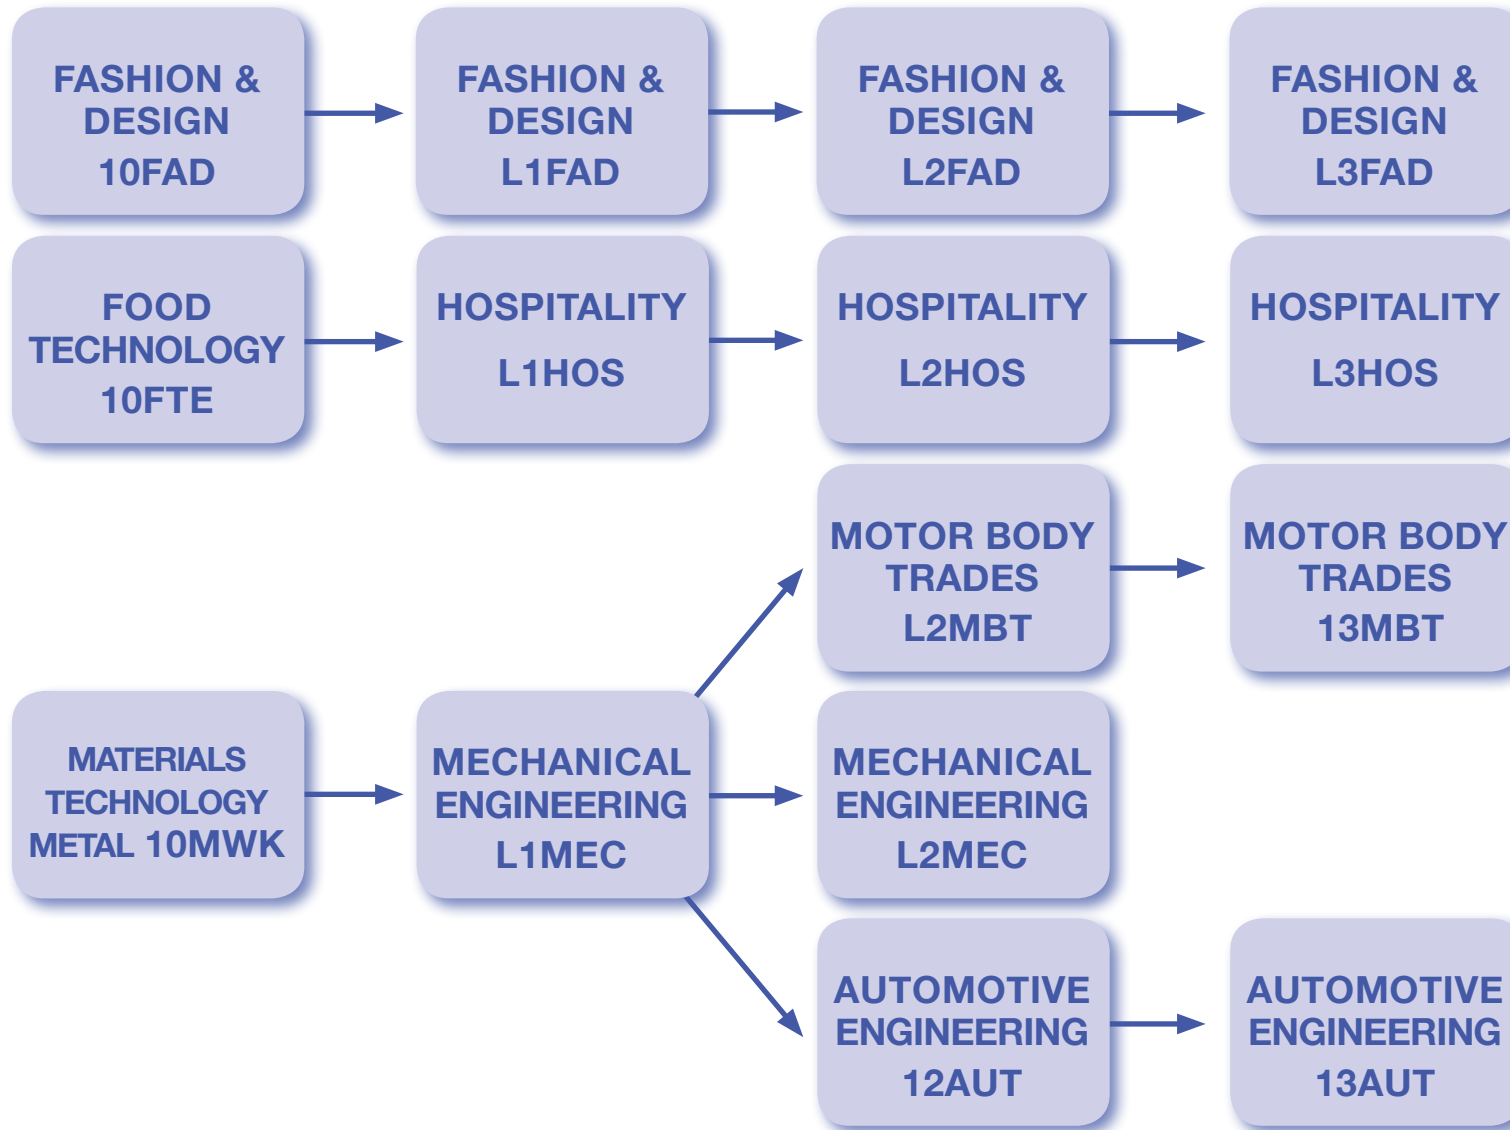 FASHION &
DESIGN
10FAD
FASHION &
DESIGN
L1FAD
FASHION &
DESIGN
L2FAD
FASHION &
DESIGN
L3FAD
FOOD
TECHNOLOGY
10FTE
HOSPITALITY
L1HOS
HOSPITALITY
L2HOS
HOSPITALITY
L3HOS
MOTOR BODY
TRADES
L2MBT
MOTOR BODY
TRADES
13MBT
MATERIALS
TECHNOLOGY
METAL 10MWK
MECHANICAL
ENGINEERING
L1MEC
MECHANICAL
ENGINEERING
L2MEC
AUTOMOTIVE
ENGINEERING
12AUT
AUTOMOTIVE
ENGINEERING
13AUT